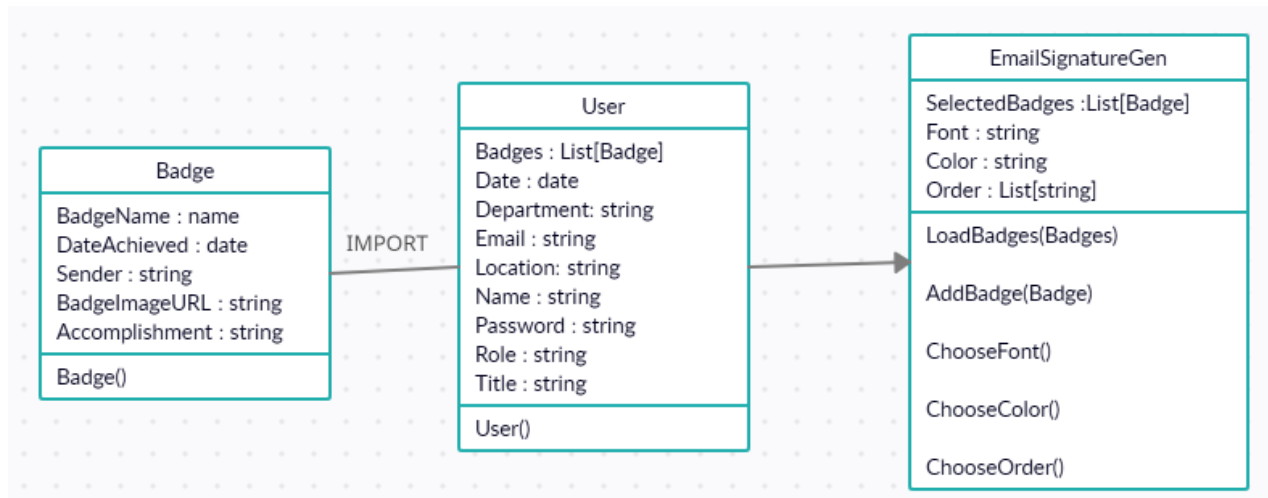 Badge
BadgeName : name
DateAchieved : date
Sender : string
BadgeImageURL : string
Accomplishment : string
Badge()
IMPORT
User
Badges : List[Badge]
Date : date
Department: string
Email : string
Location: string
Name : string
Password : string
Role : string
Title : string
User()
EmailSignatureGen
SelectedBadges :List[Badge]
Font : string
Color : string
Order : List[string]
LoadBadges(Badges)
AddBadge(Badge)
ChooseFont()
ChooseColor()
ChooseOrder()